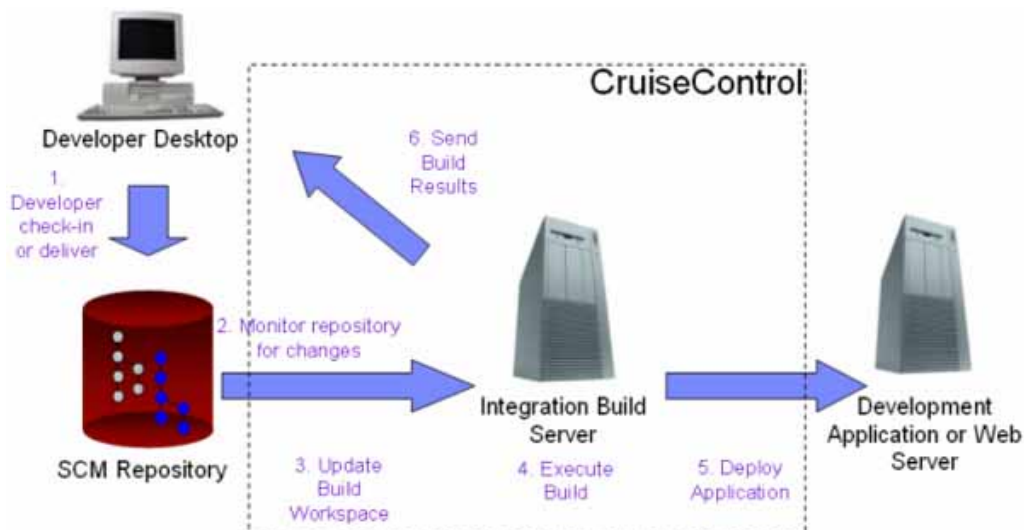 CruiseControl
Developer Desktop
1.
Developer
check-in
or deliver
6. Send
Build
Results
2. Monitor repository
for changes
SCM Repository
Integration Build
Server
Development
Application or Web
Server
3. Update
Build
Workspace
4. Execute
Build
5. Deploy
Application